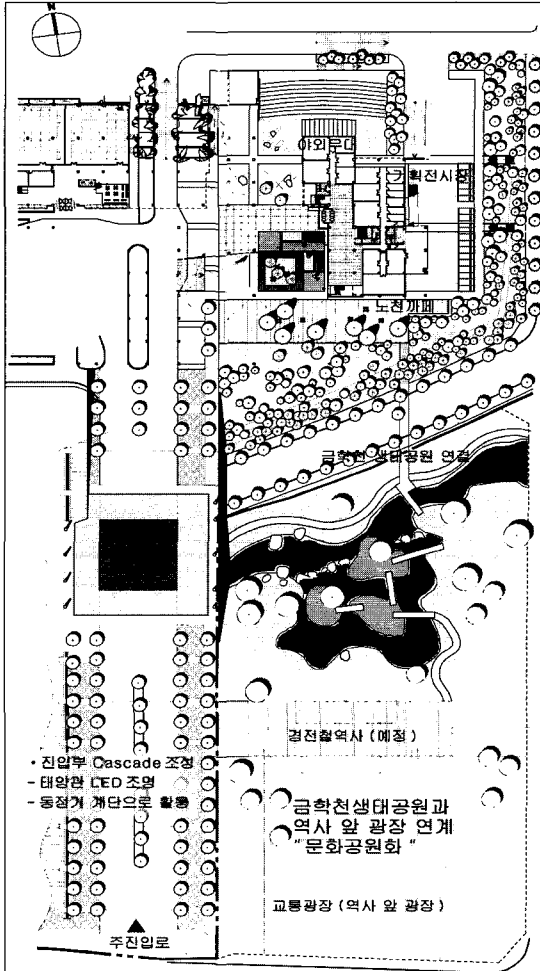 N
야외무대
기획전시장
노천까페
금학천 생태공원 연결
경전철역사 (예정)
• 진입부 Cascade 조성
- 태양관 LED 조명
- 동절기 계단으로 활용
금학천생태공원과
역사 앞 광장 연계
"문화공원화"
교통광장 (역사 앞 광장)
주진입로